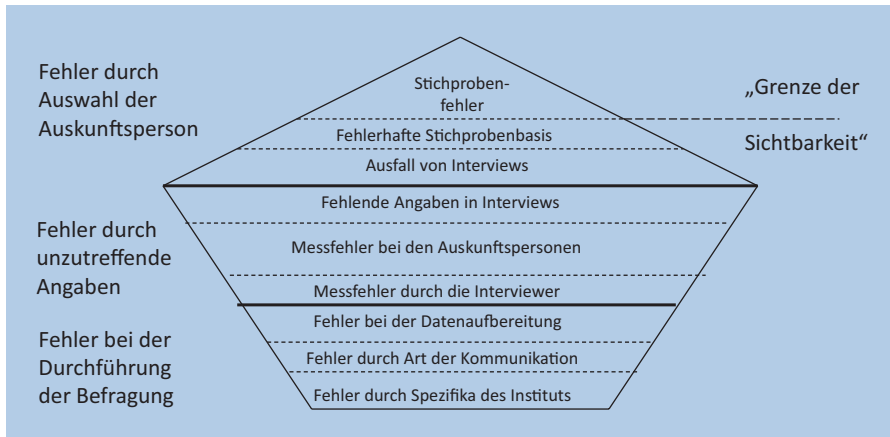 Fehler durch
Auswahl der
Auskunftsperson
Stichproben-
fehler
Fehlerhafte Stichprobenbasis
Ausfall von Interviews
„Grenze der
Sichtbarkeit“
Fehler durch
unzutreffende
Angaben
Fehlende Angaben in Interviews
Messfehler bei den Auskunftspersonen
Messfehler durch die Interviewer
Fehler bei der
Durchführung
der Befragung
Fehler bei der Datenaufbereitung
Fehler durch Art der Kommunikation
Fehler durch Spezifika des Instituts